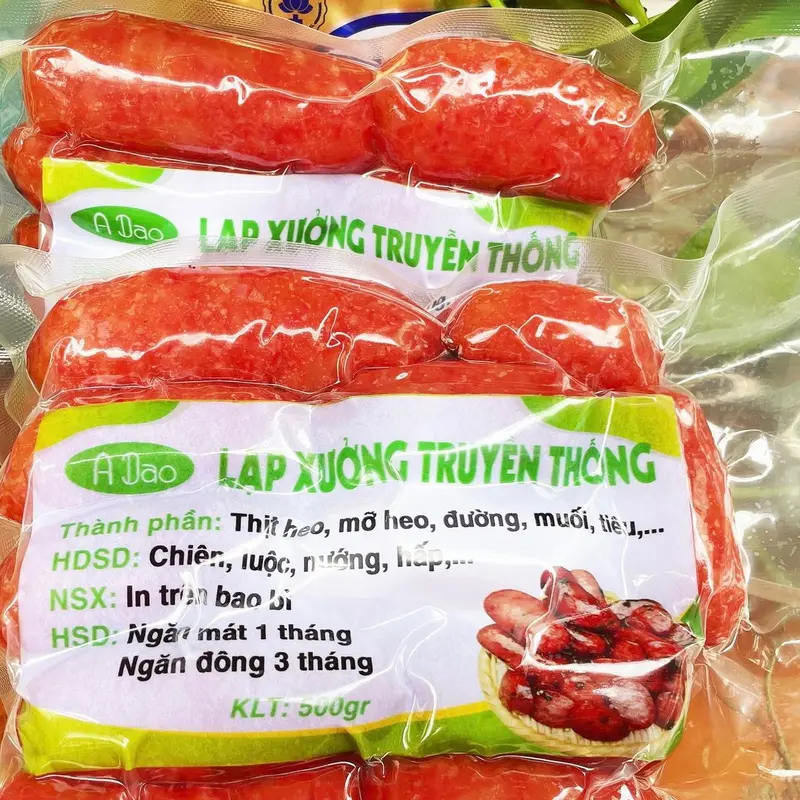 A Dao
LẠP XƯỞNG TRUYỀN THỐNG
A Dao
LẠP XƯỞNG TRUYỀN THỐNG
Thành phần: Thịt heo, mỡ heo, đường, muối, tiêu,...
HDSD: Chiên, luộc, nướng, hấp,...
NSX: In trên bao bì
HSD: Ngăn mát 1 tháng
Ngăn đông 3 tháng
KLT: 500gr